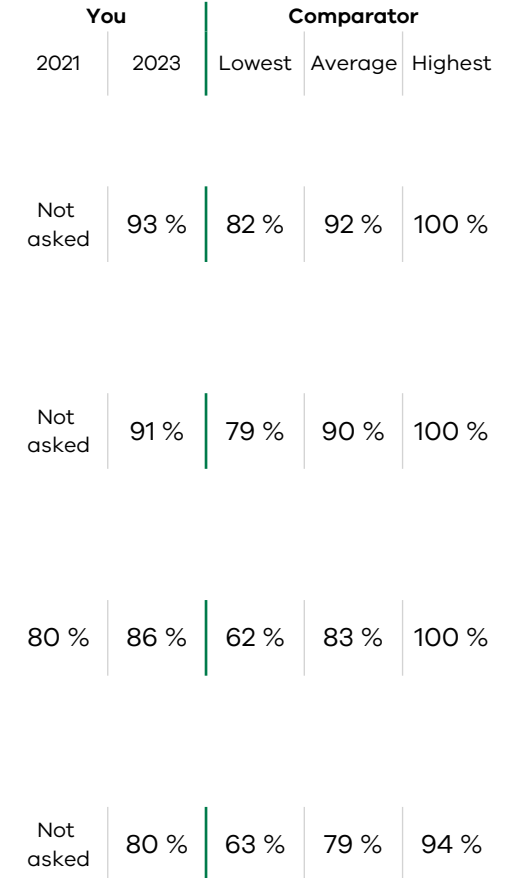 You Comparator
2021 2023 Lowest Average Highest
Not asked 93 % 82 % 92 % 100 %
Not asked 91 % 79 % 90 % 100 %
80 % 86 % 62 % 83 % 100 %
Not asked 80 % 63 % 79 % 94 %